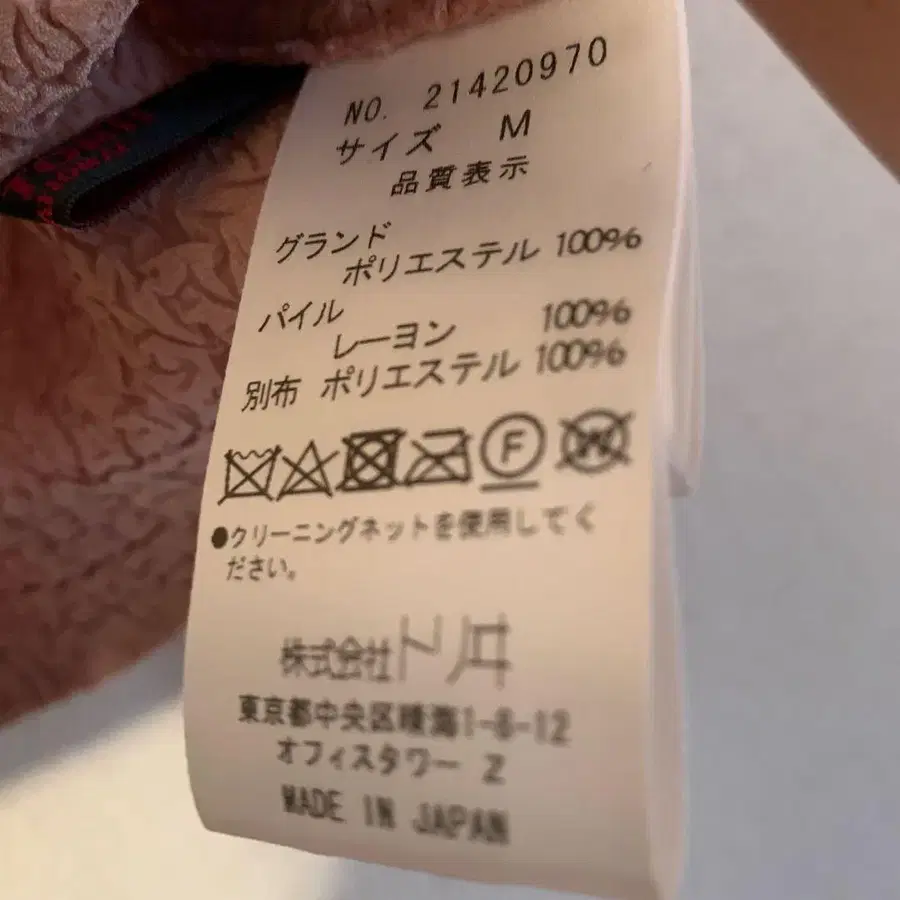 NO. 21420970
サイズ M
品質表示
グランド
ポリエステル 100%
パイル
レーヨン 100%
別布 ポリエステル 100%
F
W
●クリーニングネットを使用してく
ださい。
株式会社
東京都中央区晴海1-8-12
オフィスタワー Z
MADE IN JAPAN